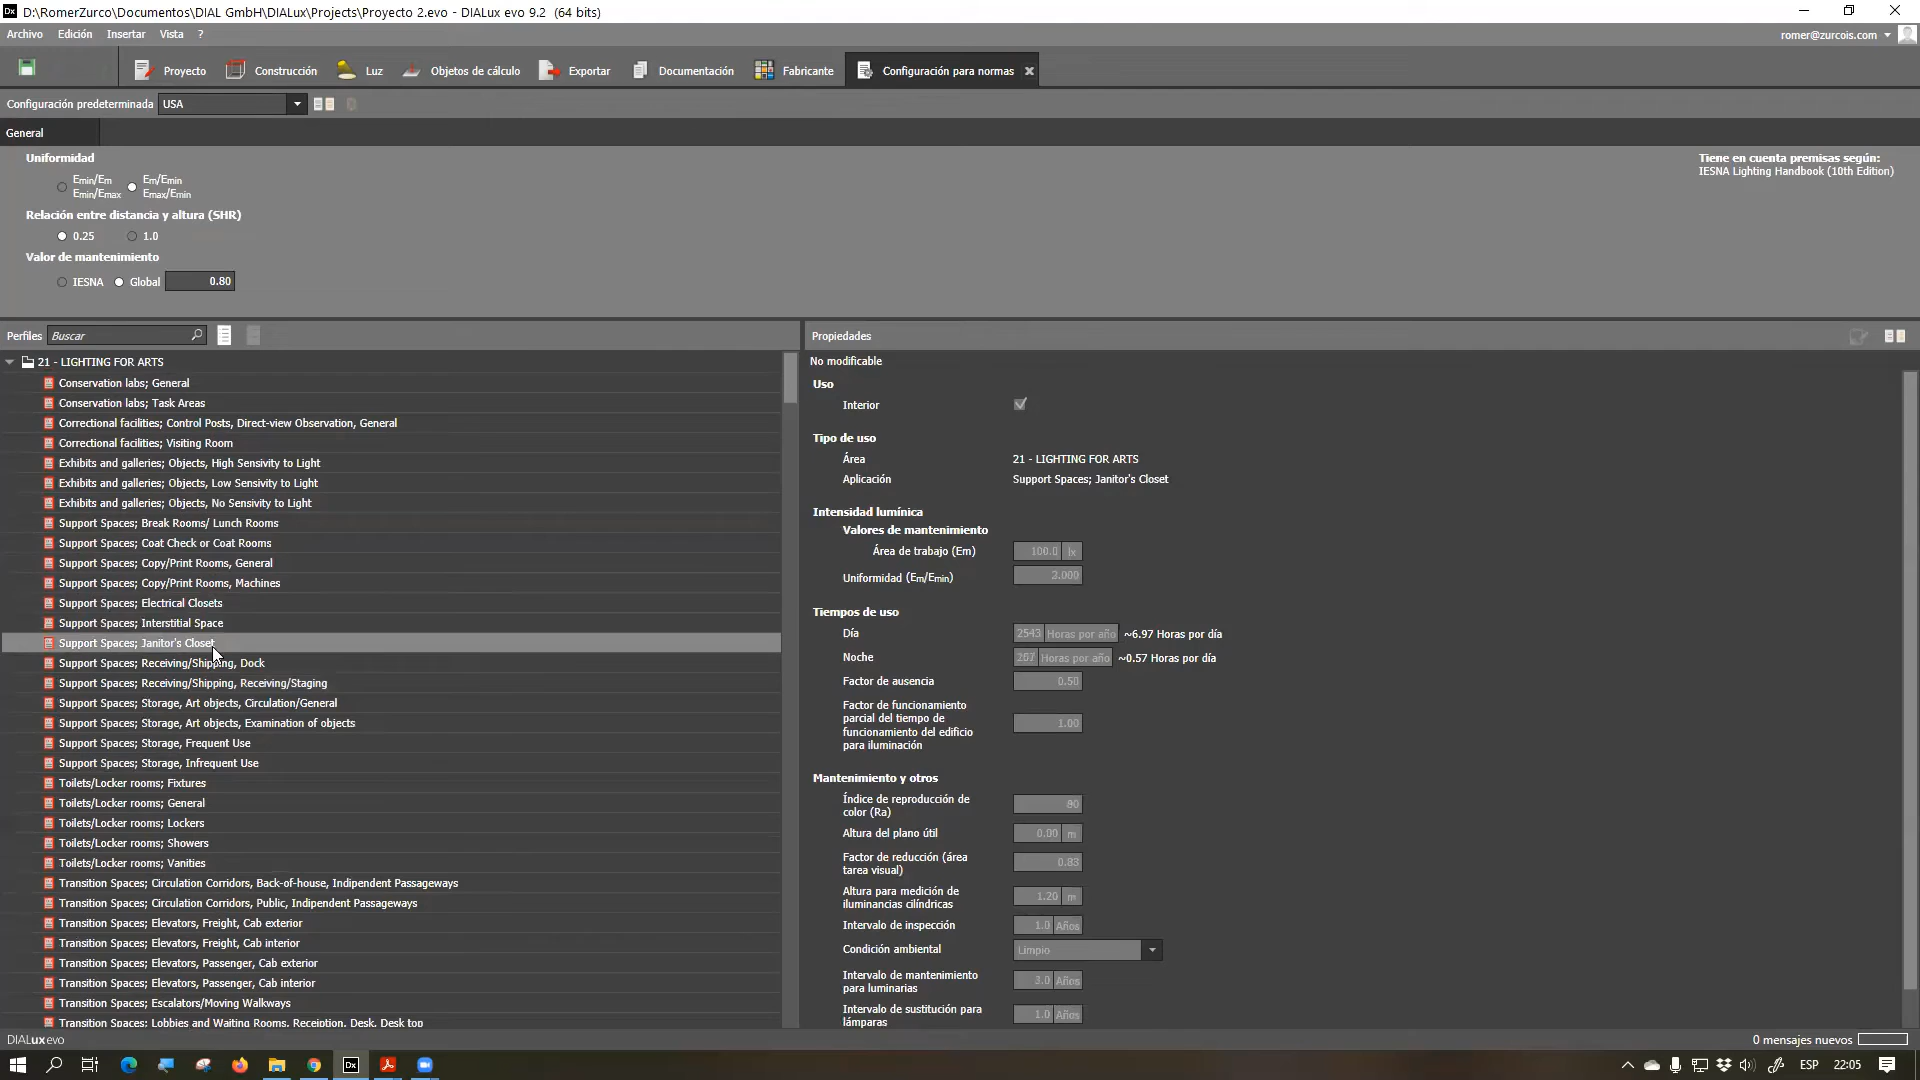 D:\RomerZurco\Documentos\DIAL GmbH\DIALux\Projects\Proyecto 2.evo - DIALux evo 9.2 (64 bits)
Archivo Edición Insertar Vista ? romer@zurcois.com
Proyecto Construcción Luz Objetos de cálculo Exportar Documentación Fabricante Configuración para normas
Configuración predeterminada USA
General
Uniformidad
Emin/Em Em/Emin
Emin/Emax Emax/Emin
Relación entre distancia y altura (SHR)
0.25 1.0
Valor de mantenimiento
IESNA Global 0.80
Tiene en cuenta premisas según:
IESNA Lighting Handbook (10th Edition)
Perfiles Buscar
21 - LIGHTING FOR ARTS
Conservation labs; General
Conservation labs; Task Areas
Correctional facilities; Control Posts, Direct-view Observation, General
Correctional facilities; Visiting Room
Exhibits and galleries; Objects, High Sensivity to Light
Exhibits and galleries; Objects, Low Sensivity to Light
Exhibits and galleries; Objects, No Sensivity to Light
Support Spaces; Break Rooms/ Lunch Rooms
Support Spaces; Coat Check or Coat Rooms
Support Spaces; Copy/Print Rooms, General
Support Spaces; Copy/Print Rooms, Machines
Support Spaces; Electrical Closets
Support Spaces; Interstitial Space
Support Spaces; Janitor's Closet
Support Spaces; Receiving/Shipping, Dock
Support Spaces; Receiving/Shipping, Receiving/Staging
Support Spaces; Storage, Art objects, Circulation/General
Support Spaces; Storage, Art objects, Examination of objects
Support Spaces; Storage, Frequent Use
Support Spaces; Storage, Infrequent Use
Toilets/Locker rooms; Fixtures
Toilets/Locker rooms; General
Toilets/Locker rooms; Lockers
Toilets/Locker rooms; Showers
Toilets/Locker rooms; Vanities
Transition Spaces; Circulation Corridors, Back-of-house, Indipendent Passageways
Transition Spaces; Circulation Corridors, Public, Indipendent Passageways
Transition Spaces; Elevators, Freight, Cab exterior
Transition Spaces; Elevators, Freight, Cab interior
Transition Spaces; Elevators, Passenger, Cab exterior
Transition Spaces; Elevators, Passenger, Cab interior
Transition Spaces; Escalators/Moving Walkways
Transition Spaces; Lobbies and Waiting Rooms, Reception, Desk, Desk top
Propiedades
No modificable
Uso
Interior
Tipo de uso
Área 21 - LIGHTING FOR ARTS
Aplicación Support Spaces; Janitor's Closet
Intensidad lumínica
Valores de mantenimiento
Área de trabajo (Em) 100.0 lx
Uniformidad (Em/Emin) 2.000
Tiempos de uso
Día 2543 Horas por año ~6.97 Horas por día
Noche 207 Horas por año ~0.57 Horas por día
Factor de ausencia 0.50
Factor de funcionamiento
parcial del tiempo de
funcionamiento del edificio
para iluminación 1.00
Mantenimiento y otros
Índice de reproducción de
color (Ra) 80
Altura del plano útil 0.00 m
Factor de reducción (área
tarea visual) 0.83
Altura para medición de
iluminancias cilíndricas 1.20 m
Intervalo de inspección 1.0 Años
Condición ambiental Limpio
Intervalo de mantenimiento
para luminarias 3.0 Años
Intervalo de sustitución para
lámparas 1.0 Años
DIALux evo 0 mensajes nuevos
Dx ESP 22:05